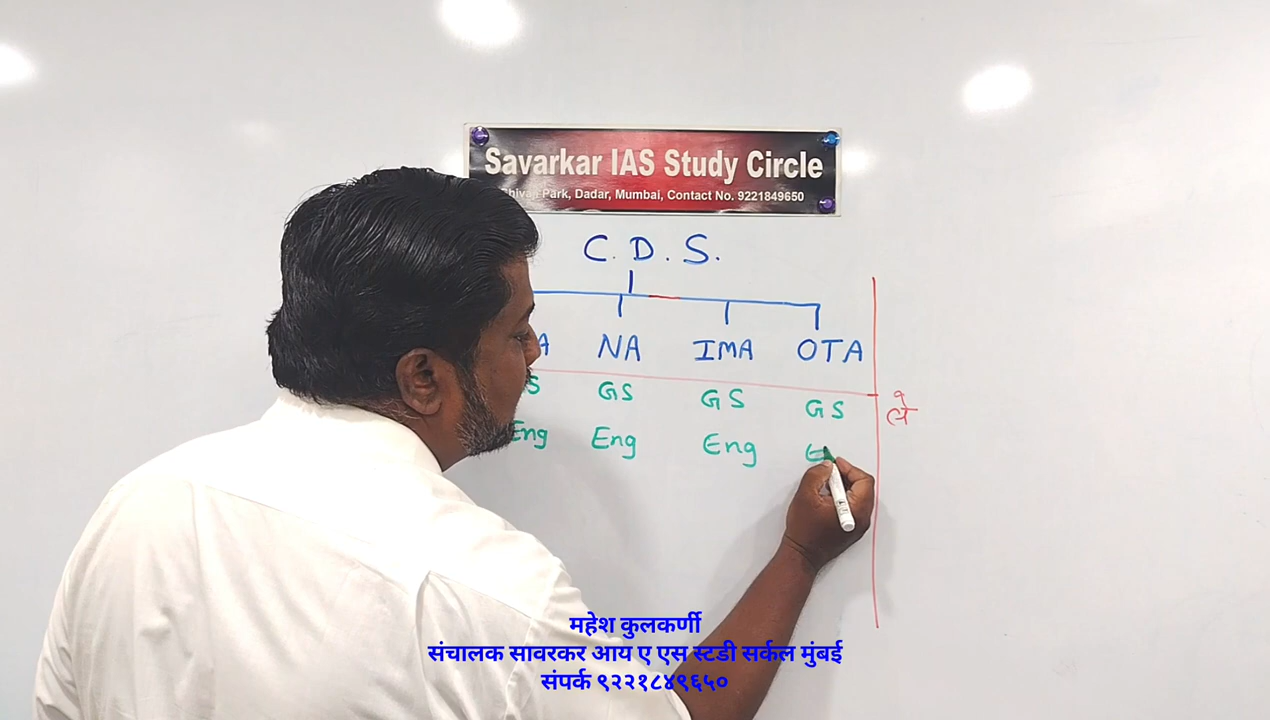 Savarkar IAS Study Circle
Park, Dadar, Mumbai, Contact No. 9221849650
C. D. S.
A NA IMA OTA
S GS GS GS
Eng Eng Eng
महेश कुलकर्णी
संचालक सावरकर आय ए एस स्टडी सर्कल मुंबई
संपर्क ९२२१८४९६५०